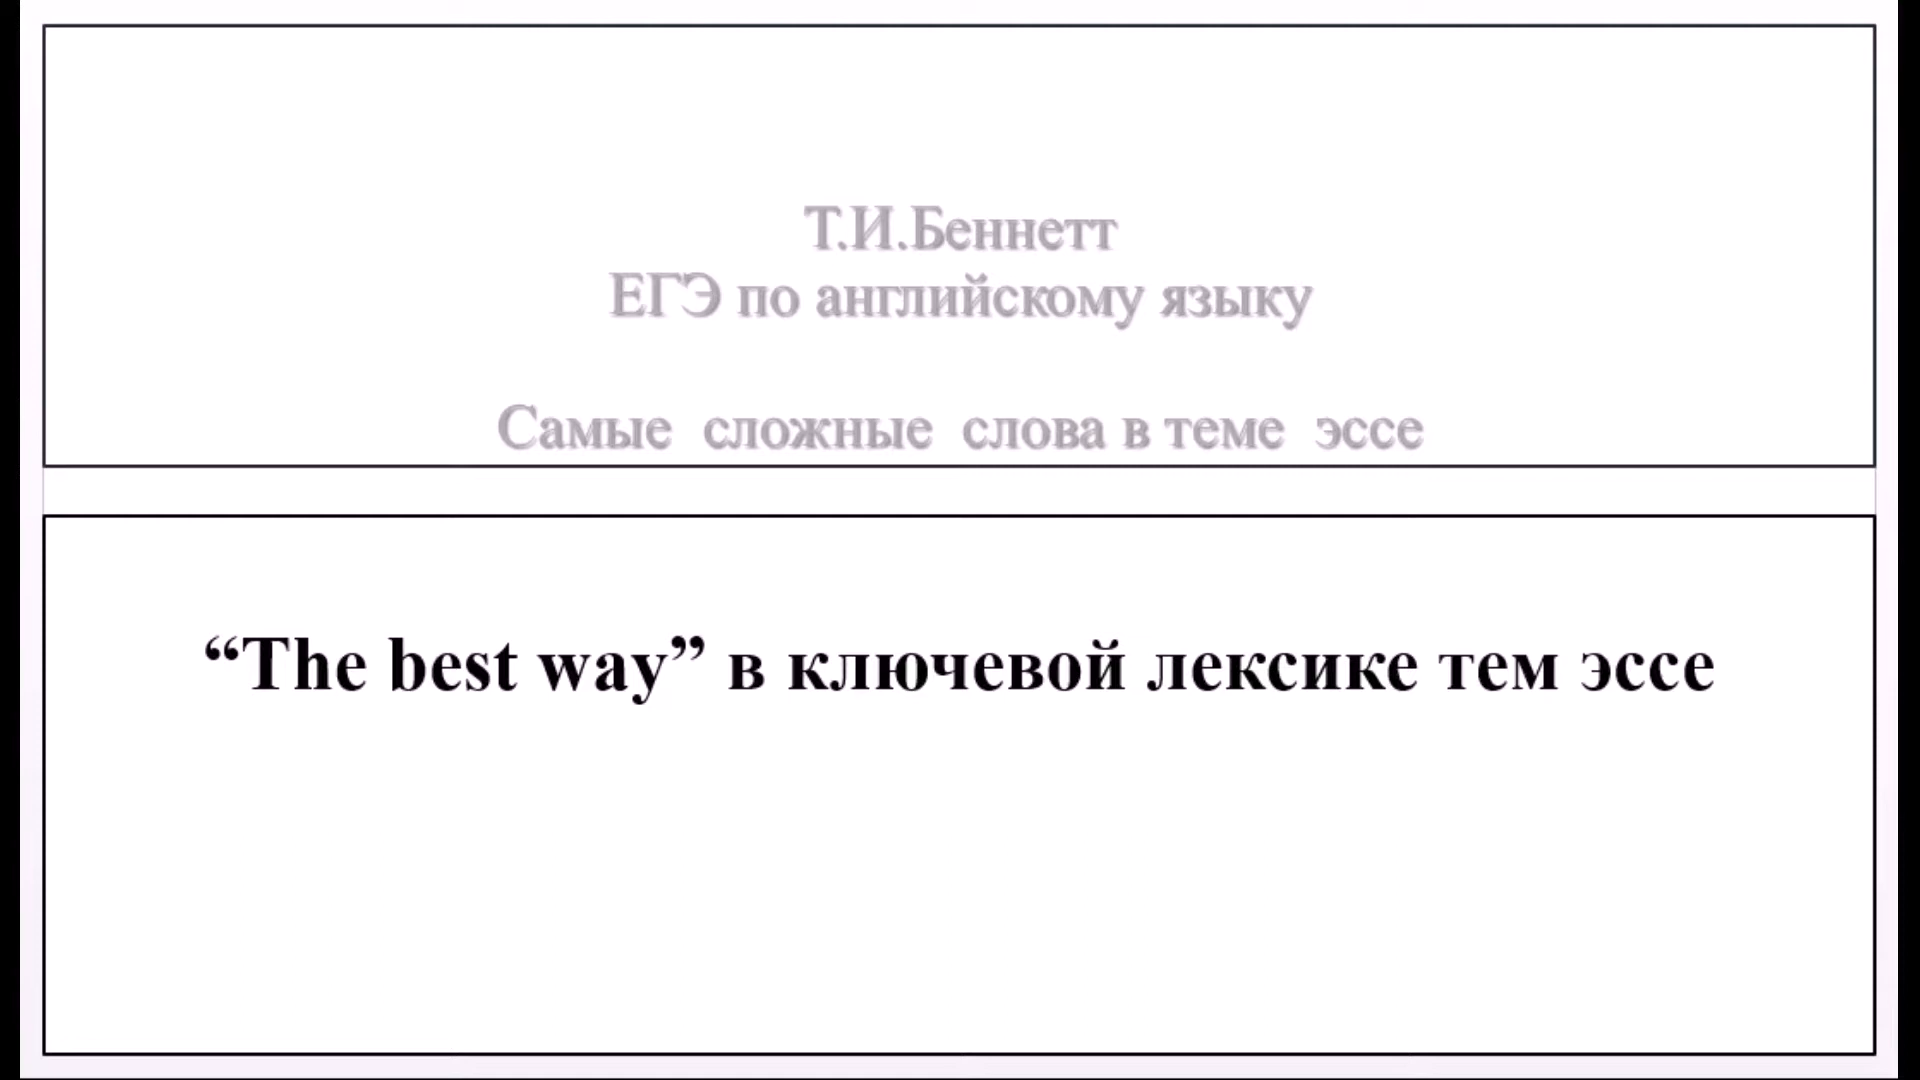 Т.И.Беннетт
ЕГЭ по английскому языку
Самые сложные слова в теме эссе
“The best way” в ключевой лексике тем эссе